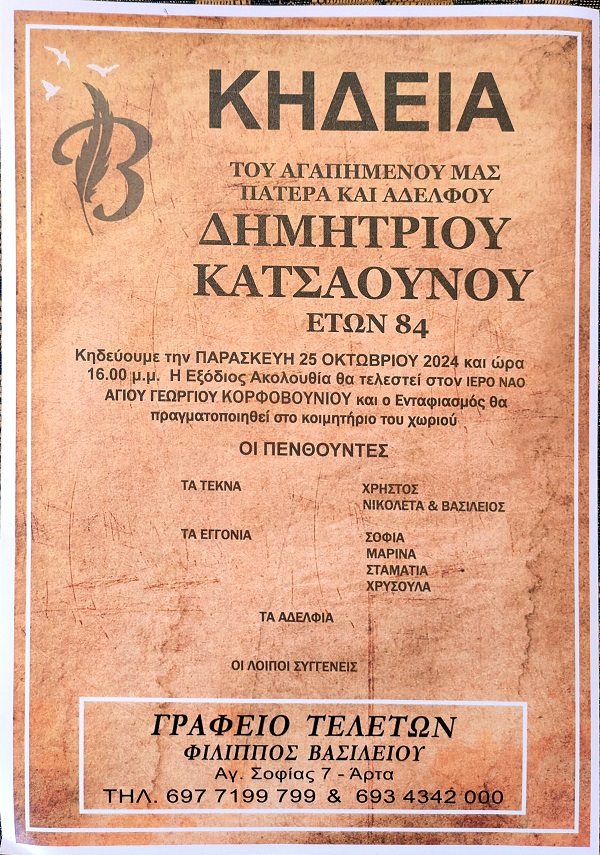 B
ΚΗΔΕΙΑ
ΤΟΥ ΑΓΑΠΗΜΕΝΟΥ ΜΑΣ
ΠΑΤΕΡΑ ΚΑΙ ΑΔΕΛΦΟΥ
ΔΗΜΗΤΡΙΟΥ
ΚΑΤΣΑΟΥΝΟΥ
ΕΤΩΝ 84
Κηδεύουμε την ΠΑΡΑΣΚΕΥΗ 25 ΟΚΤΩΒΡΙΟΥ 2024 και ώρα
16.00 μ.μ. Η Εξόδιος Ακολουθία θα τελεστεί στον ΙΕΡΟ ΝΑΟ
ΑΓΙΟΥ ΓΕΩΡΓΙΟΥ ΚΟΡΦΟΒΟΥΝΙΟΥ και ο Ενταφιασμός θα
πραγματοποιηθεί στο κοιμητήριο του χωριού
ΟΙ ΠΕΝΘΟΥΝΤΕΣ
ΤΑ ΤΕΚΝΑ ΧΡΗΣΤΟΣ
ΝΙΚΟΛΕΤΑ & ΒΑΣΙΛΕΙΟΣ
ΤΑ ΕΓΓΟΝΙΑ ΣΟΦΙΑ
ΜΑΡΙΝΑ
ΣΤΑΜΑΤΙΑ
ΧΡΥΣΟΥΛΑ
ΤΑ ΑΔΕΛΦΙΑ
ΟΙ ΛΟΙΠΟΙ ΣΥΓΓΕΝΕΙΣ
ΓΡΑΦΕΙΟ ΤΕΛΕΤΩΝ
ΦΙΛΙΠΠΟΣ ΒΑΣΙΛΕΙΟΥ
Αγ. Σοφίας 7 - Άρτα
ΤΗΛ. 697 7199 799 & 693 4342 000